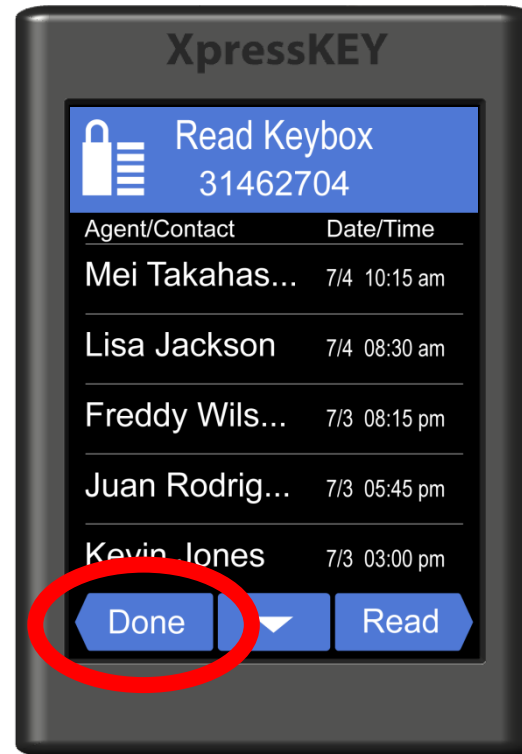 XpressKEY
Read Keybox
31462704
Agent/Contact Date/Time
Mei Takahas... 7/4 10:15 am
Lisa Jackson 7/4 08:30 am
Freddy Wils... 7/3 08:15 pm
Juan Rodrig... 7/3 05:45 pm
Kevin Jones 7/3 03:00 pm
Done Read